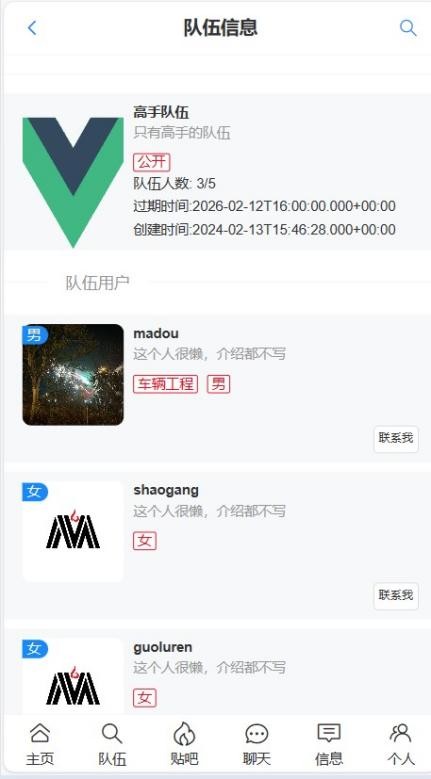 队伍信息
高手队伍
只有高手的队伍
公开
队伍人数: 3/5
过期时间:2026-02-12T16:00:00.000+00:00
创建时间:2024-02-13T15:46:28.000+00:00
队伍用户
男
madou
这个人很懒，介绍都不写
车辆工程 男
联系我
女
shaogang
这个人很懒，介绍都不写
女
联系我
女
guoluren
这个人很懒，介绍都不写
女
主页 队伍 贴吧 聊天 信息 个人